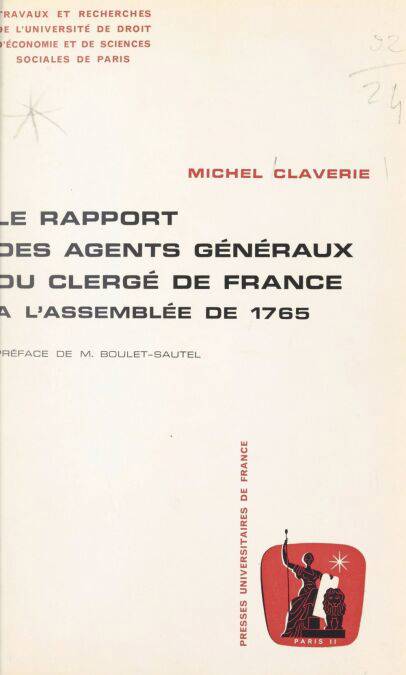 TRAVAUX ET RECHERCHES
DE L'UNIVERSITÉ DE DROIT
D'ÉCONOMIE ET DE SCIENCES
SOCIALES DE PARIS
92
24
MICHEL CLAVERIE
LE RAPPORT
DES AGENTS GÉNÉRAUX
DU CLERGÉ DE FRANCE
A L'ASSEMBLÉE DE 1765
PRÉFACE DE M. BOULET-SAUTEL
PRESSES UNIVERSITAIRES DE FRANCE
PARIS II